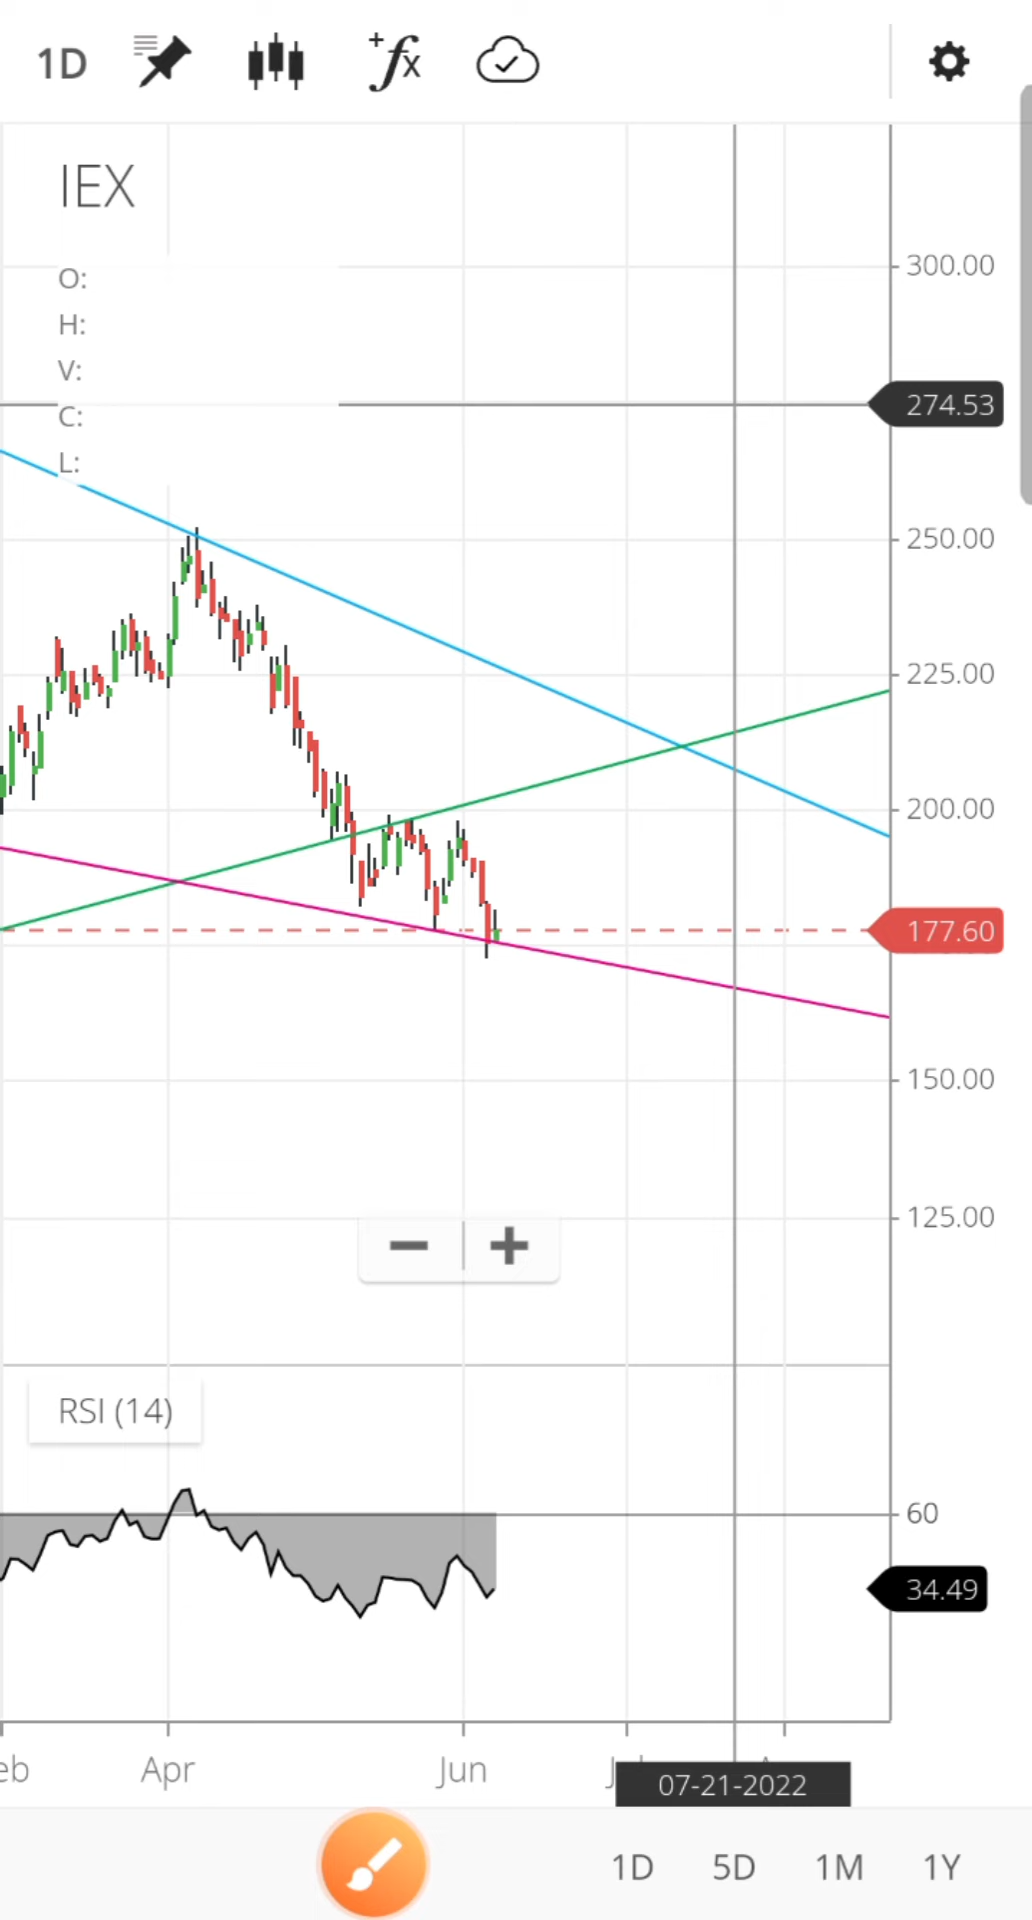 1D
IEX
O:
H:
V:
C:
L:
300.00
274.53
250.00
225.00
200.00
177.60
150.00
125.00
RSI (14)
60
34.49
eb Apr Jun
07-21-2022
1D 5D 1M 1Y